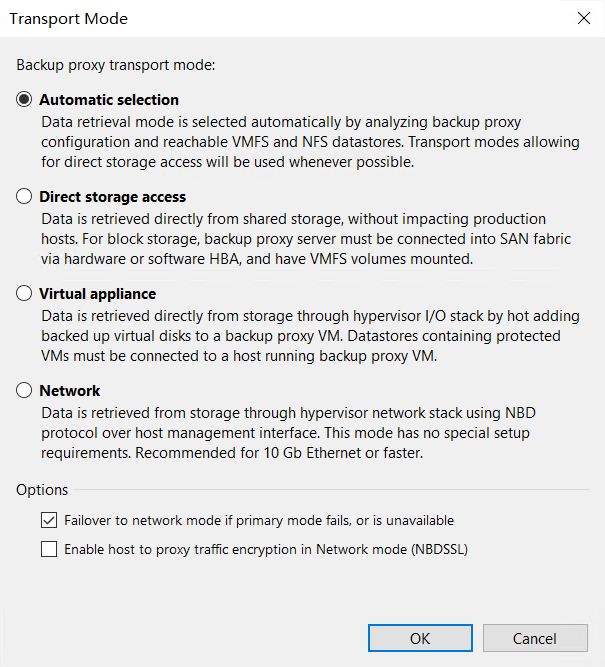 Transport Mode
Backup proxy transport mode:
Automatic selection
Data retrieval mode is selected automatically by analyzing backup proxy
configuration and reachable VMFS and NFS datastores. Transport modes allowing
for direct storage access will be used whenever possible.
Direct storage access
Data is retrieved directly from shared storage, without impacting production
hosts. For block storage, backup proxy server must be connected into SAN fabric
via hardware or software HBA, and have VMFS volumes mounted.
Virtual appliance
Data is retrieved directly from storage through hypervisor I/O stack by hot adding
backed up virtual disks to a backup proxy VM. Datastores containing protected
VMs must be connected to a host running backup proxy VM.
Network
Data is retrieved from storage through hypervisor network stack using NBD
protocol over host management interface. This mode has no special setup
requirements. Recommended for 10 Gb Ethernet or faster.
Options
Failover to network mode if primary mode fails, or is unavailable
Enable host to proxy traffic encryption in Network mode (NBDSSL)
OK
Cancel